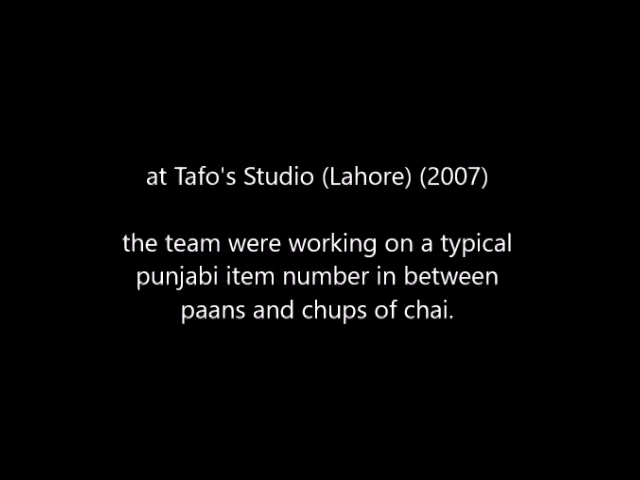 at Tafo's Studio (Lahore) (2007)
the team were working on a typical
punjabi item number in between
paans and chups of chai.